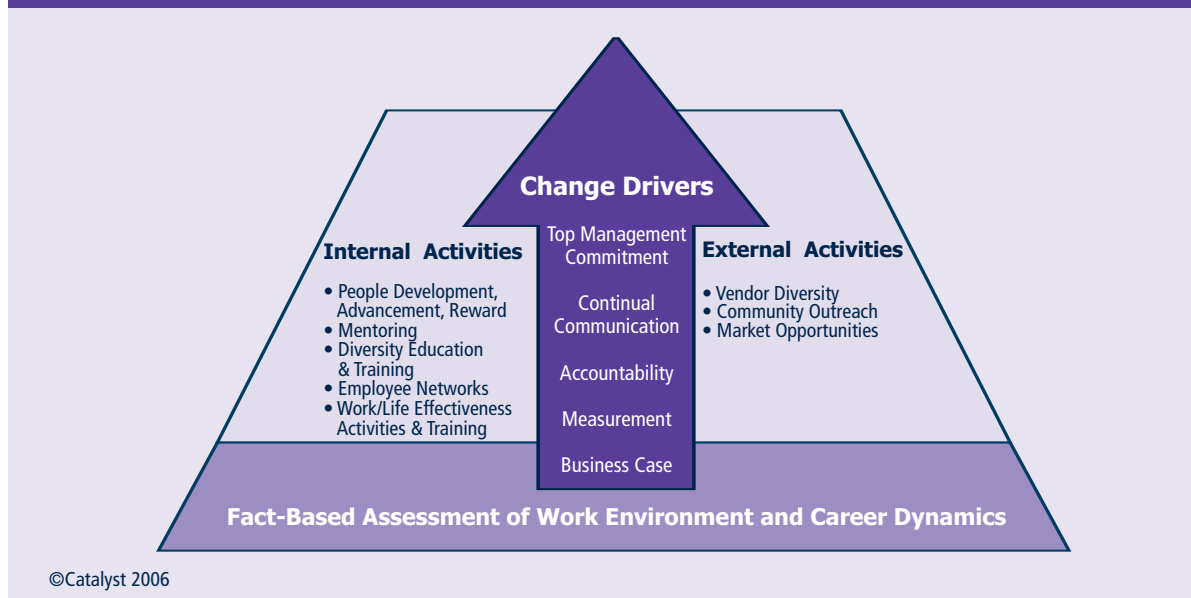 Change Drivers
Top Management
Commitment
Continual
Communication
Accountability
Measurement
Business Case
Internal Activities
• People Development,
Advancement, Reward
• Mentoring
• Diversity Education
& Training
• Employee Networks
• Work/Life Effectiveness
Activities & Training
External Activities
• Vendor Diversity
• Community Outreach
• Market Opportunities
Fact-Based Assessment of Work Environment and Career Dynamics
©Catalyst 2006